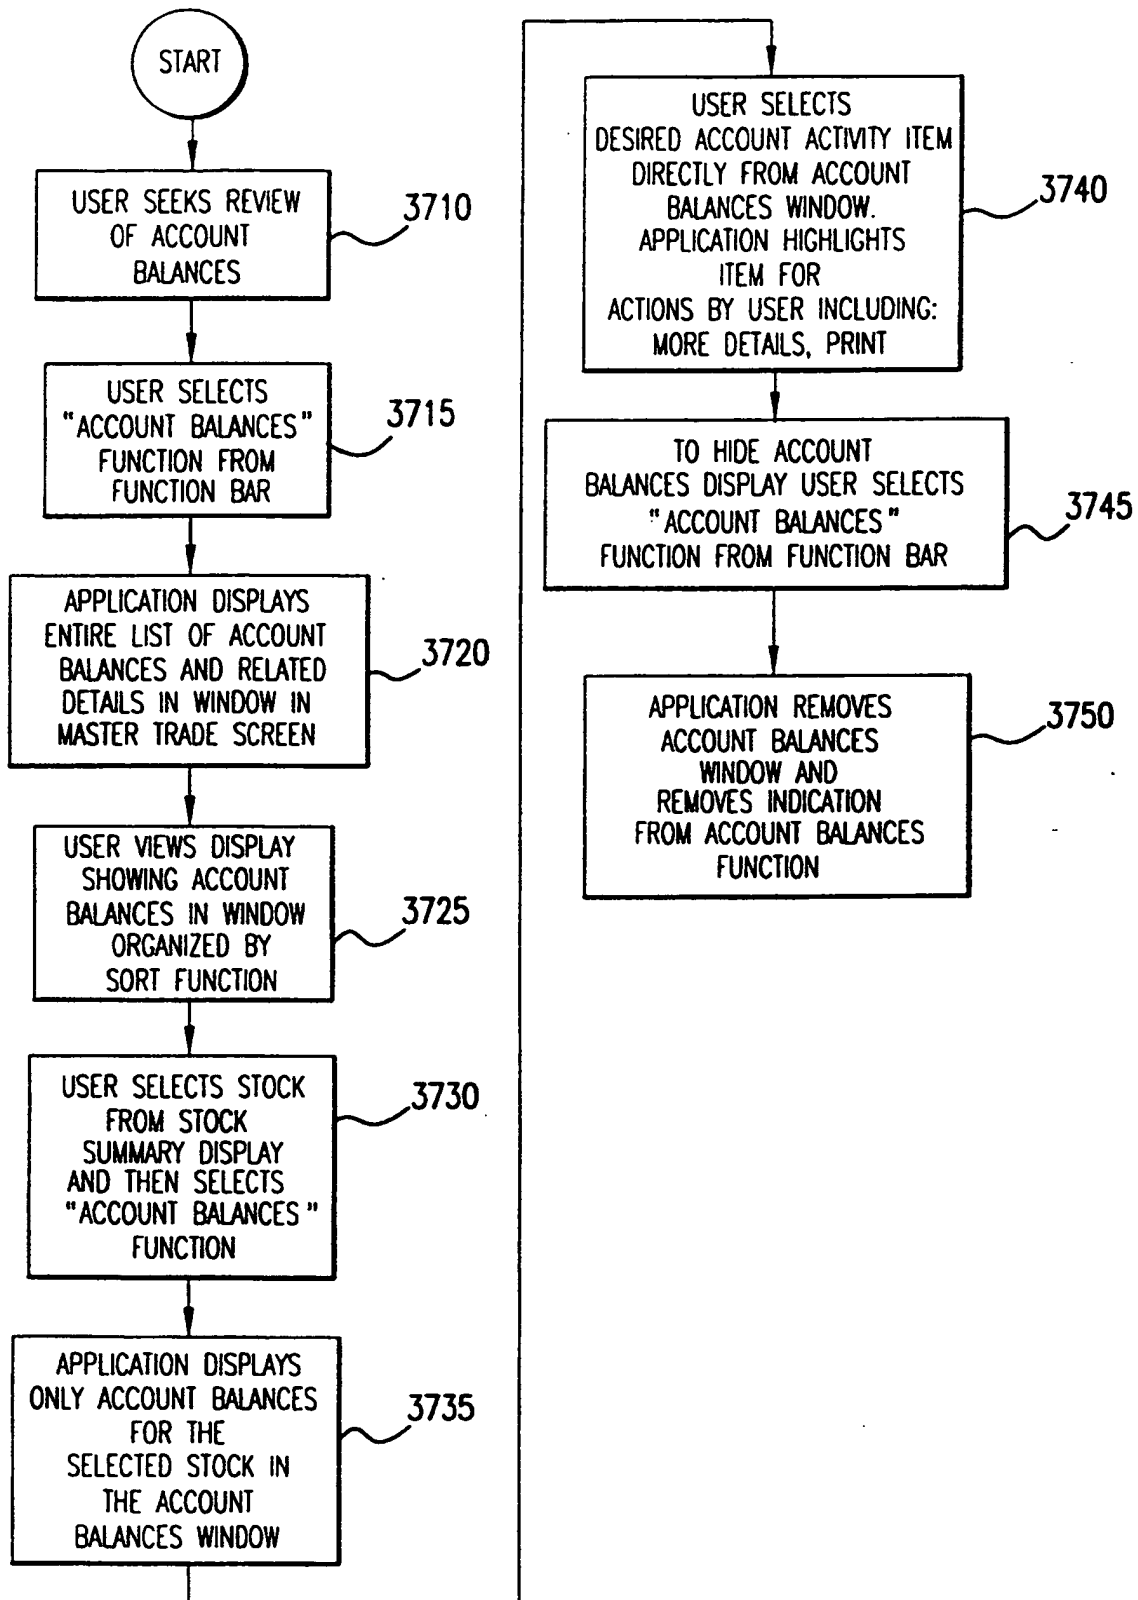 START
USER SEEKS REVIEW
OF ACCOUNT
BALANCES
3710
USER SELECTS
"ACCOUNT BALANCES"
FUNCTION FROM
FUNCTION BAR
3715
APPLICATION DISPLAYS
ENTIRE LIST OF ACCOUNT
BALANCES AND RELATED
DETAILS IN WINDOW IN
MASTER TRADE SCREEN
3720
USER VIEWS DISPLAY
SHOWING ACCOUNT
BALANCES IN WINDOW
ORGANIZED BY
SORT FUNCTION
3725
USER SELECTS STOCK
FROM STOCK
SUMMARY DISPLAY
AND THEN SELECTS
"ACCOUNT BALANCES"
FUNCTION
3730
APPLICATION DISPLAYS
ONLY ACCOUNT BALANCES
FOR THE
SELECTED STOCK IN
THE ACCOUNT
BALANCES WINDOW
3735
USER SELECTS
DESIRED ACCOUNT ACTIVITY ITEM
DIRECTLY FROM ACCOUNT
BALANCES WINDOW.
APPLICATION HIGHLIGHTS
ITEM FOR
ACTIONS BY USER INCLUDING:
MORE DETAILS, PRINT
3740
TO HIDE ACCOUNT
BALANCES DISPLAY USER SELECTS
"ACCOUNT BALANCES"
FUNCTION FROM FUNCTION BAR
3745
APPLICATION REMOVES
ACCOUNT BALANCES
WINDOW AND
REMOVES INDICATION
FROM ACCOUNT BALANCES
FUNCTION
3750